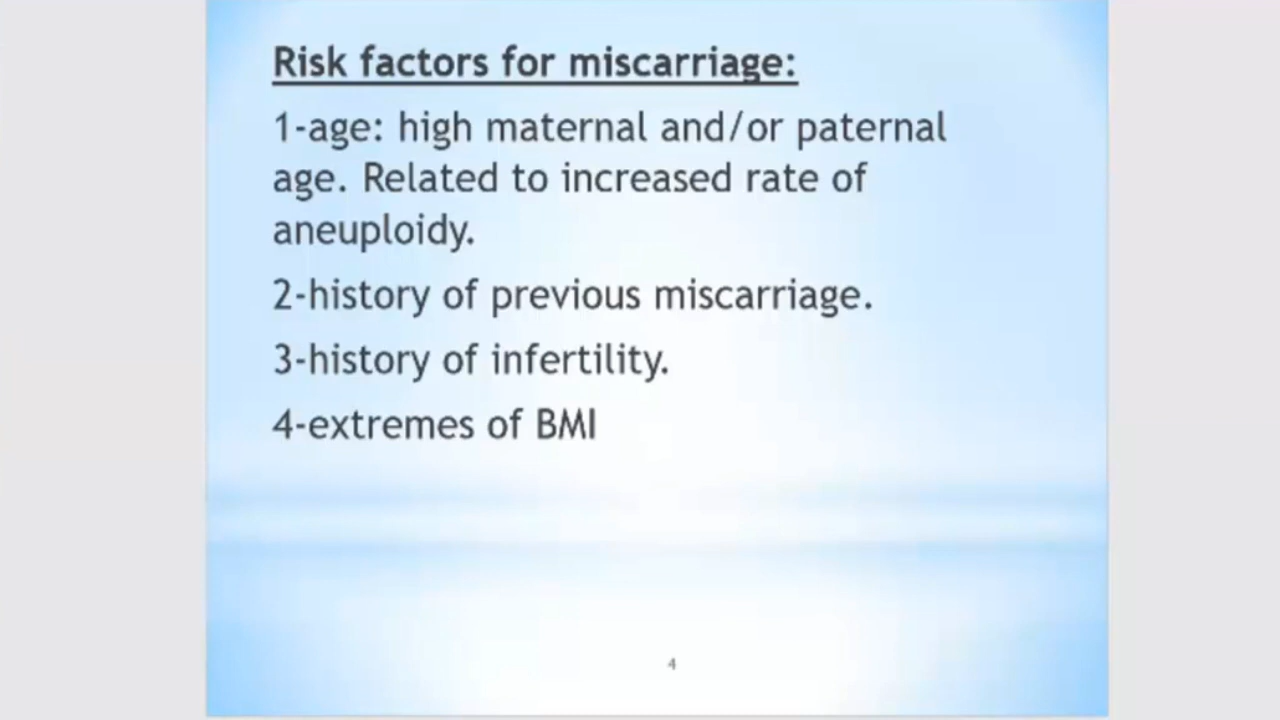 Risk factors for miscarriage:
1-age: high maternal and/or paternal
age. Related to increased rate of
aneuploidy.
2-history of previous miscarriage.
3-history of infertility.
4-extremes of BMI
4